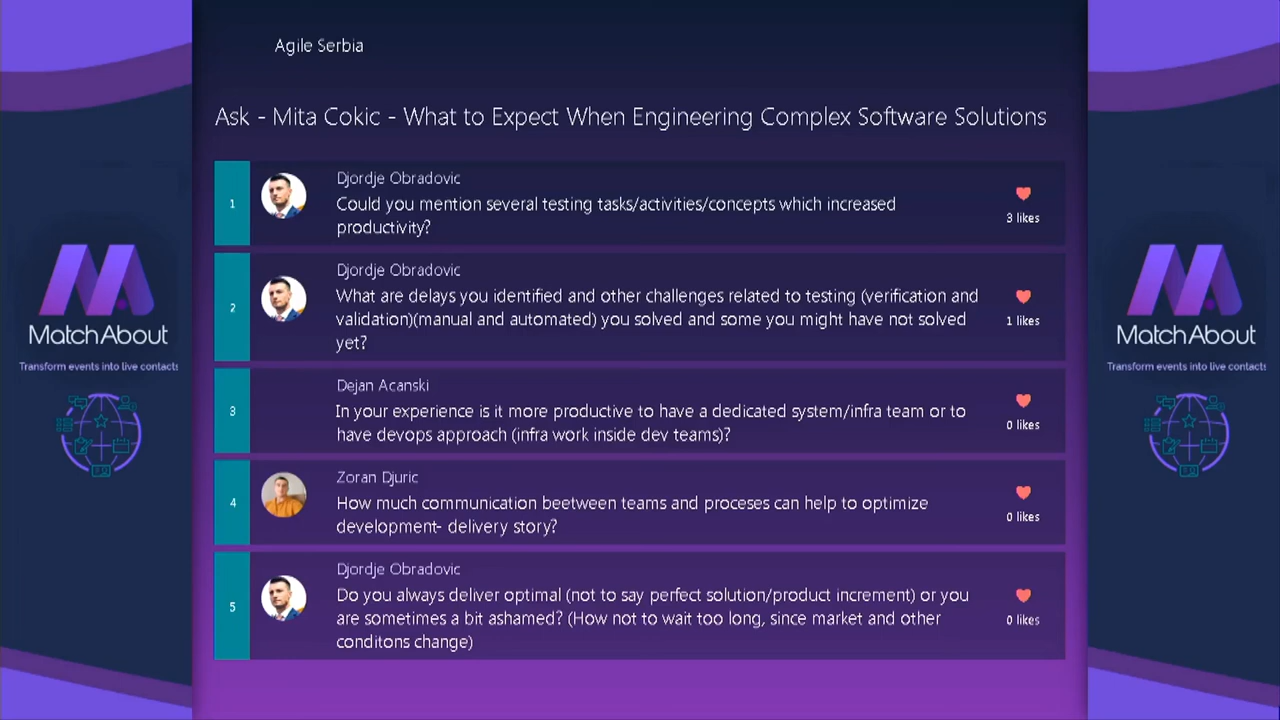 Agile Serbia
Ask - Mita Cokic - What to Expect When Engineering Complex Software Solutions
1
Djordje Obradovic
Could you mention several testing tasks/activities/concepts which increased
productivity?
3 likes
2
Djordje Obradovic
What are delays you identified and other challenges related to testing (verification and
validation)(manual and automated) you solved and some you might have not solved
yet?
1 likes
3
Dejan Acanski
In your experience is it more productive to have a dedicated system/infra team or to
have devops approach (infra work inside dev teams)?
0 likes
4
Zoran Djuric
How much communication beetween teams and proceses can help to optimize
development- delivery story?
0 likes
5
Djordje Obradovic
Do you always deliver optimal (not to say perfect solution/product increment) or you
are sometimes a bit ashamed? (How not to wait too long, since market and other
conditons change)
0 likes
MatchAbout
Transform events into live contacts
MatchAbout
Transform events into live contacts